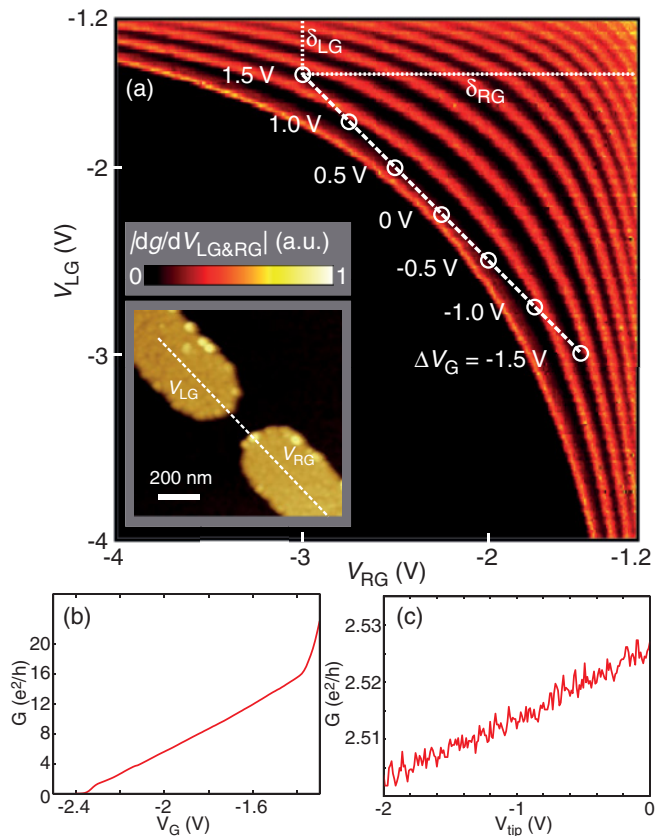 -1.2
(a)
δLG
1.5 V
δRG
1.0 V
-2
0.5 V
0 V
|dg/dVLG&RG| (a.u.)
0
1
-0.5 V
VLG (V)
-1.0 V
-3
ΔVG = -1.5 V
VLG
VRG
200 nm
-4
-4
-3
-2
-1.2
VRG (V)
(b)
20
16
12
8
4
0
G (e²/h)
-2.4
-2
-1.6
VG (V)
(c)
2.53
2.52
2.51
G (e²/h)
-2
-1
0
Vtip (V)